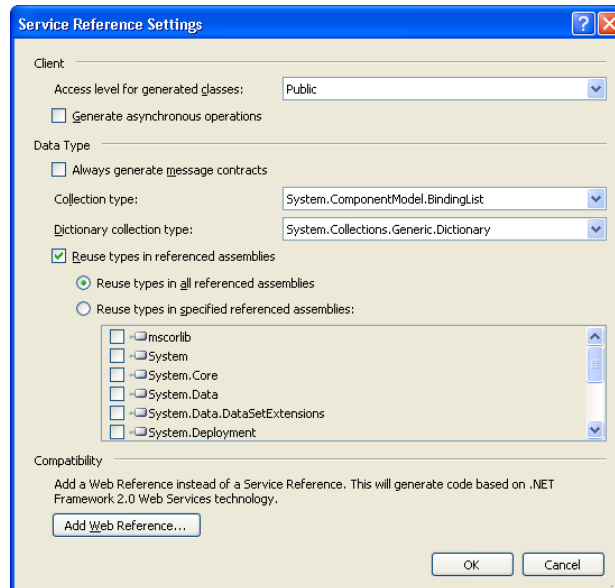 Service Reference Settings
Client
Access level for generated classes:
Public
Generate asynchronous operations
Data Type
Always generate message contracts
Collection type:
System.ComponentModel.BindingList
Dictionary collection type:
System.Collections.Generic.Dictionary
Reuse types in referenced assemblies
Reuse types in all referenced assemblies
Reuse types in specified referenced assemblies:
mscorlib
System
System.Core
System.Data
System.Data.DataSetExtensions
System.Deployment
Compatibility
Add a Web Reference instead of a Service Reference. This will generate code based on .NET
Framework 2.0 Web Services technology.
Add Web Reference...
OK
Cancel